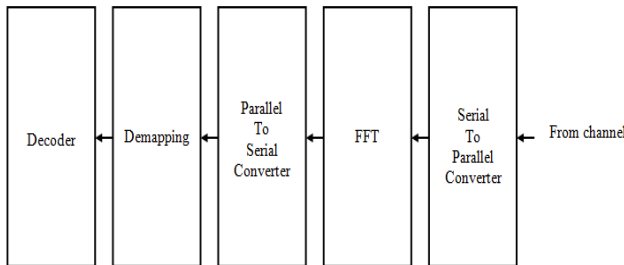 Decoder
Demapping
Parallel
To
Serial
Converter
FFT
Serial
To
Parallel
Converter
From channel